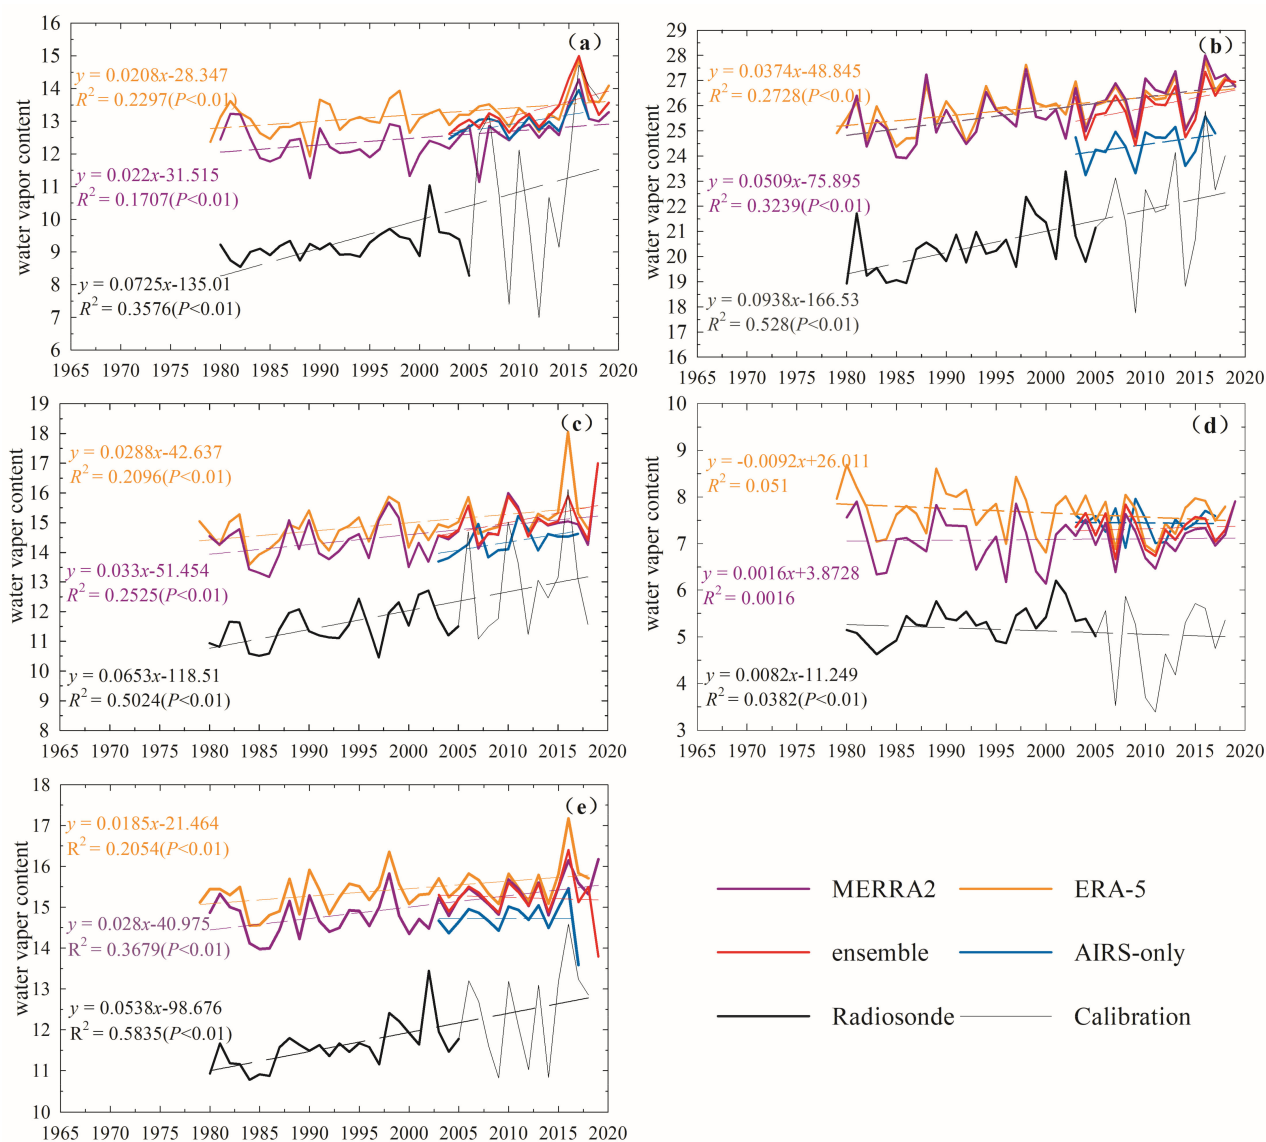 (a)
water vapor content
16
15
14
13
12
11
10
9
8
7
6
y = 0.0208x-28.347
R² = 0.2297(P<0.01)
y = 0.022x-31.515
R² = 0.1707(P<0.01)
y = 0.0725x-135.01
R² = 0.3576(P<0.01)
1965 1970 1975 1980 1985 1990 1995 2000 2005 2010 2015 2020
(b)
water vaper content
29
28
27
26
25
24
23
22
21
20
19
18
17
16
y = 0.0374x-48.845
R² = 0.2728(P<0.01)
y = 0.0509x-75.895
R² = 0.3239(P<0.01)
y = 0.0938x-166.53
R² = 0.528(P<0.01)
1965 1970 1975 1980 1985 1990 1995 2000 2005 2010 2015 2020
(c)
water vaper content
19
18
17
16
15
14
13
12
11
10
9
8
y = 0.0288x-42.637
R² = 0.2096(P<0.01)
y = 0.033x-51.454
R² = 0.2525(P<0.01)
y = 0.0653x-118.51
R² = 0.5024(P<0.01)
1965 1970 1975 1980 1985 1990 1995 2000 2005 2010 2015 2020
(d)
water vaper content
10
9
8
7
6
5
4
3
y = -0.0092x+26.011
R² = 0.051
y = 0.0016x+3.8728
R² = 0.0016
y = 0.0082x-11.249
R² = 0.0382(P<0.01)
1965 1970 1975 1980 1985 1990 1995 2000 2005 2010 2015 2020
(e)
water vaper content
18
17
16
15
14
13
12
11
10
y = 0.0185x-21.464
R² = 0.2054(P<0.01)
y = 0.028x-40.975
R² = 0.3679(P<0.01)
y = 0.0538x-98.676
R² = 0.5835(P<0.01)
1965 1970 1975 1980 1985 1990 1995 2000 2005 2010 2015 2020
MERRA2 ERA-5
ensemble AIRS-only
Radiosonde Calibration